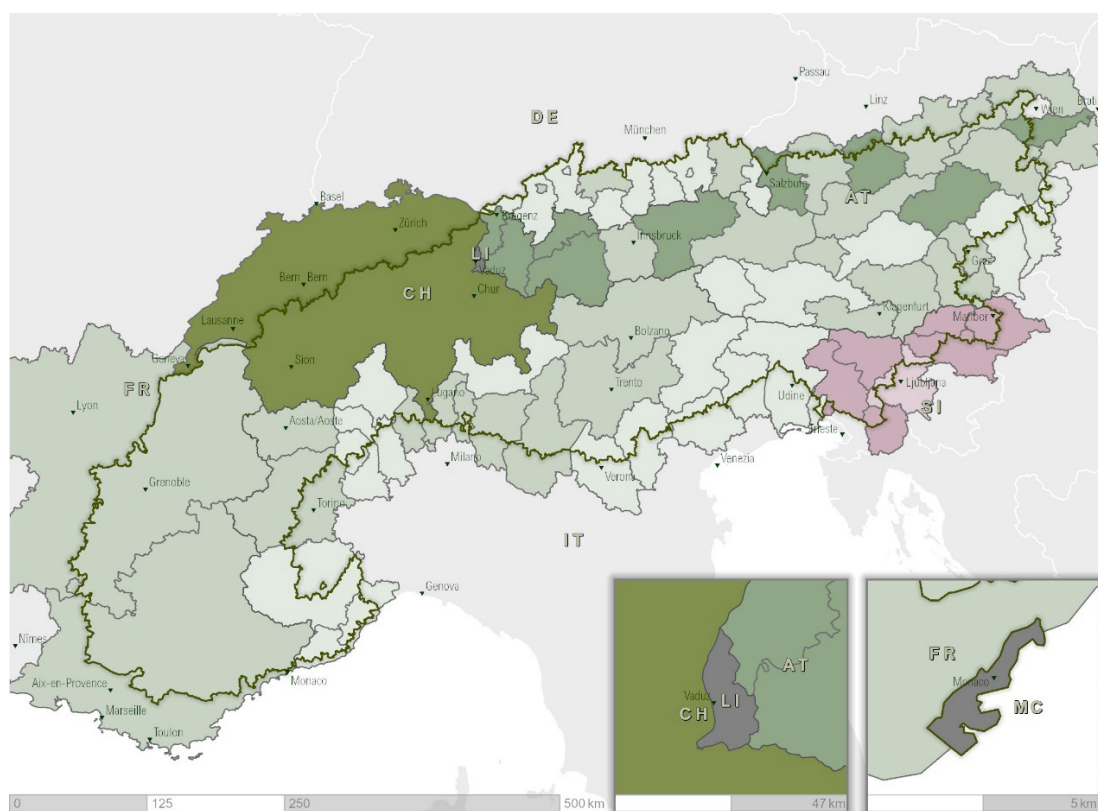 Passau
Linz
Wien
Brati
DE
München
Salzburg
AT
Basel
Zürich
Bregenz
Innsbruck
Graz
LI
Vaduz
Bern
Bern
CH
Chur
Klagenfurt
Maribor
Lausanne
Bolzano
Geneva
Sion
FR
Lugano
Trento
Udine
Ljubljana
SI
Lyon
Aosta/Aoste
Trieste
Milano
Verona
Venezia
Grenoble
Torino
IT
Genova
Nîmes
Monaco
Aix-en-Provence
Marseille
Toulon
AT
Vaduz
LI
CH
FR
Monaco
MC
0
125
250
500 km
47 km
5 km